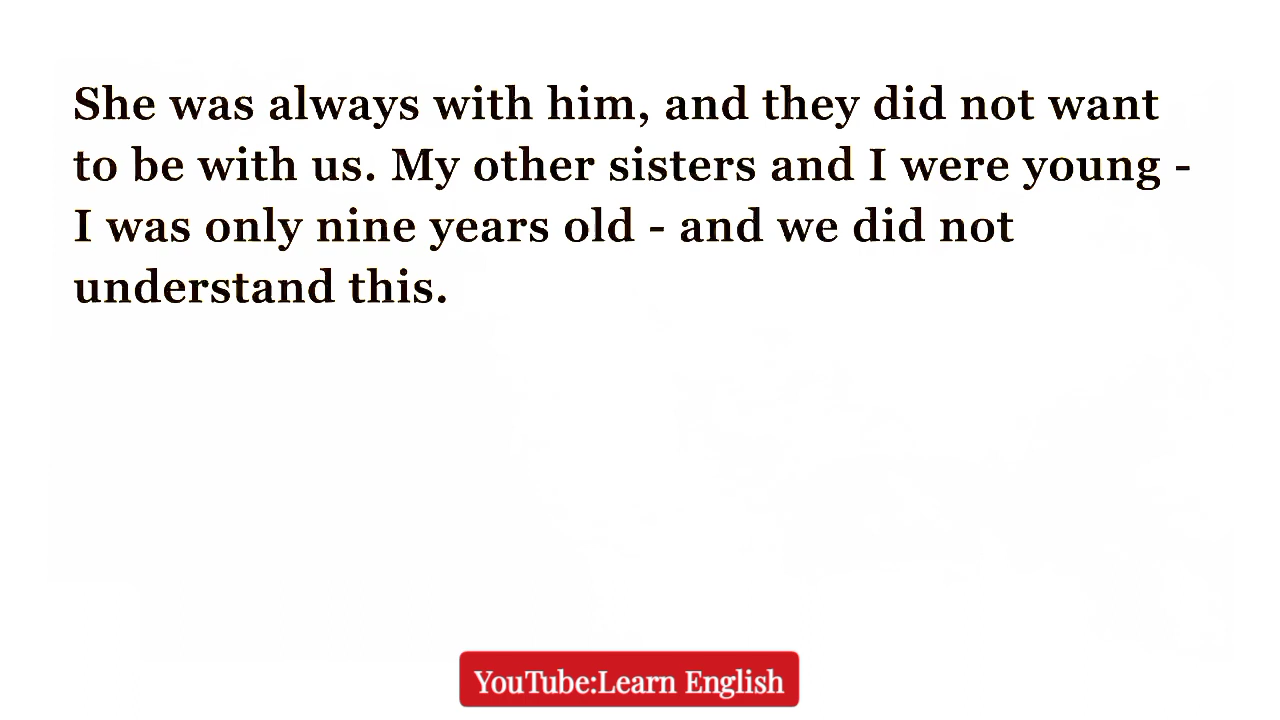 She was always with him, and they did not want
to be with us. My other sisters and I were young -
I was only nine years old - and we did not
understand this.
YouTube:Learn English